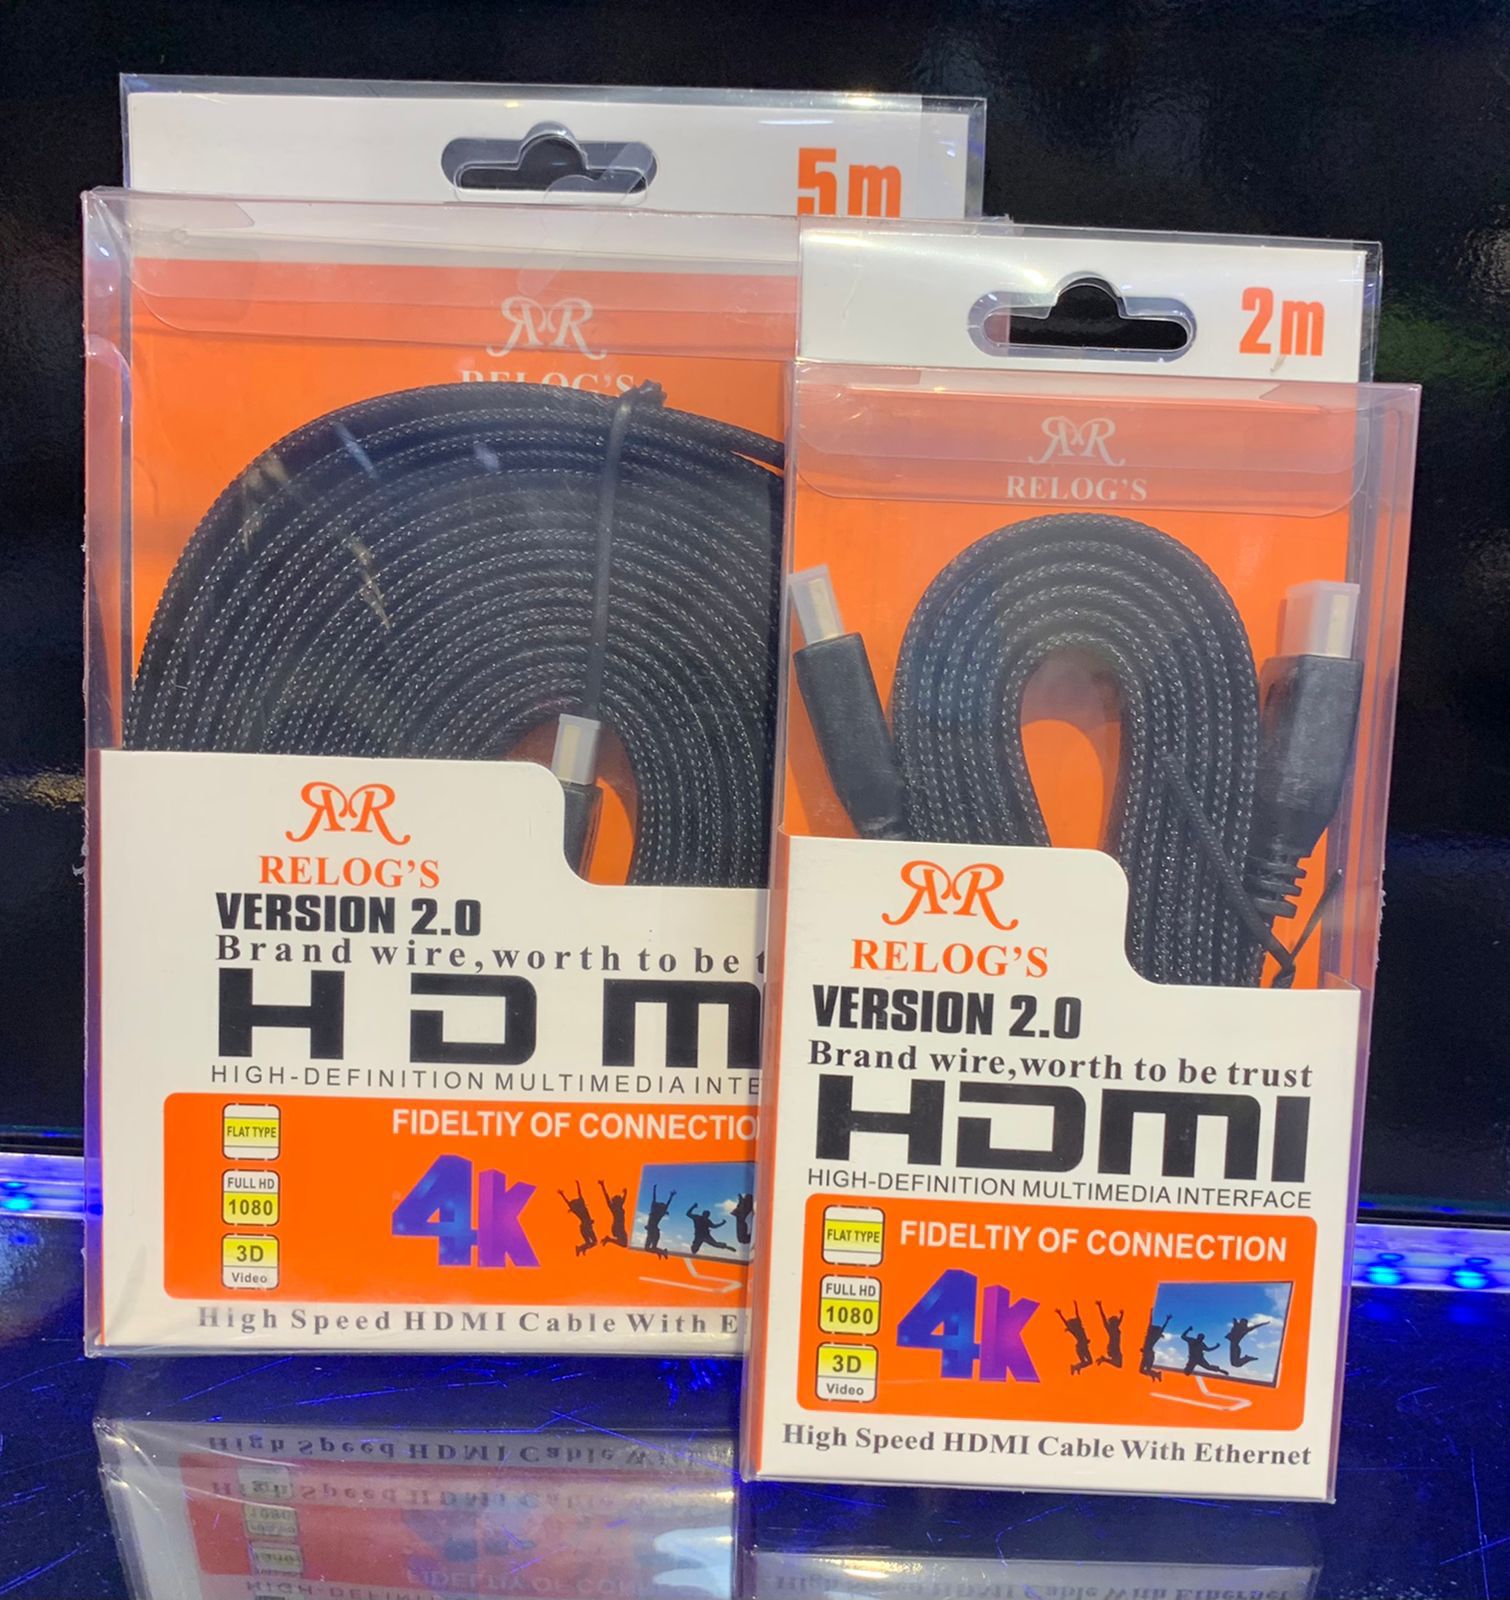 5m
RELOG'S
RELOG'S
VERSION 2.0
Brand wire,worth to be t
HDM
HIGH-DEFINITION MULTIMEDIA INTE
FLAT TYPE
FULL HD
1080
3D
Video
FIDELTIY OF CONNECTIO
4K
High Speed HDMI Cable With E
2m
RELOG'S
RELOG'S
VERSION 2.0
Brand wire,worth to be trust
HDMI
HIGH-DEFINITION MULTIMEDIA INTERFACE
FLAT TYPE
FULL HD
1080
3D
Video
FIDELTIY OF CONNECTION
4K
High Speed HDMI Cable With Ethernet